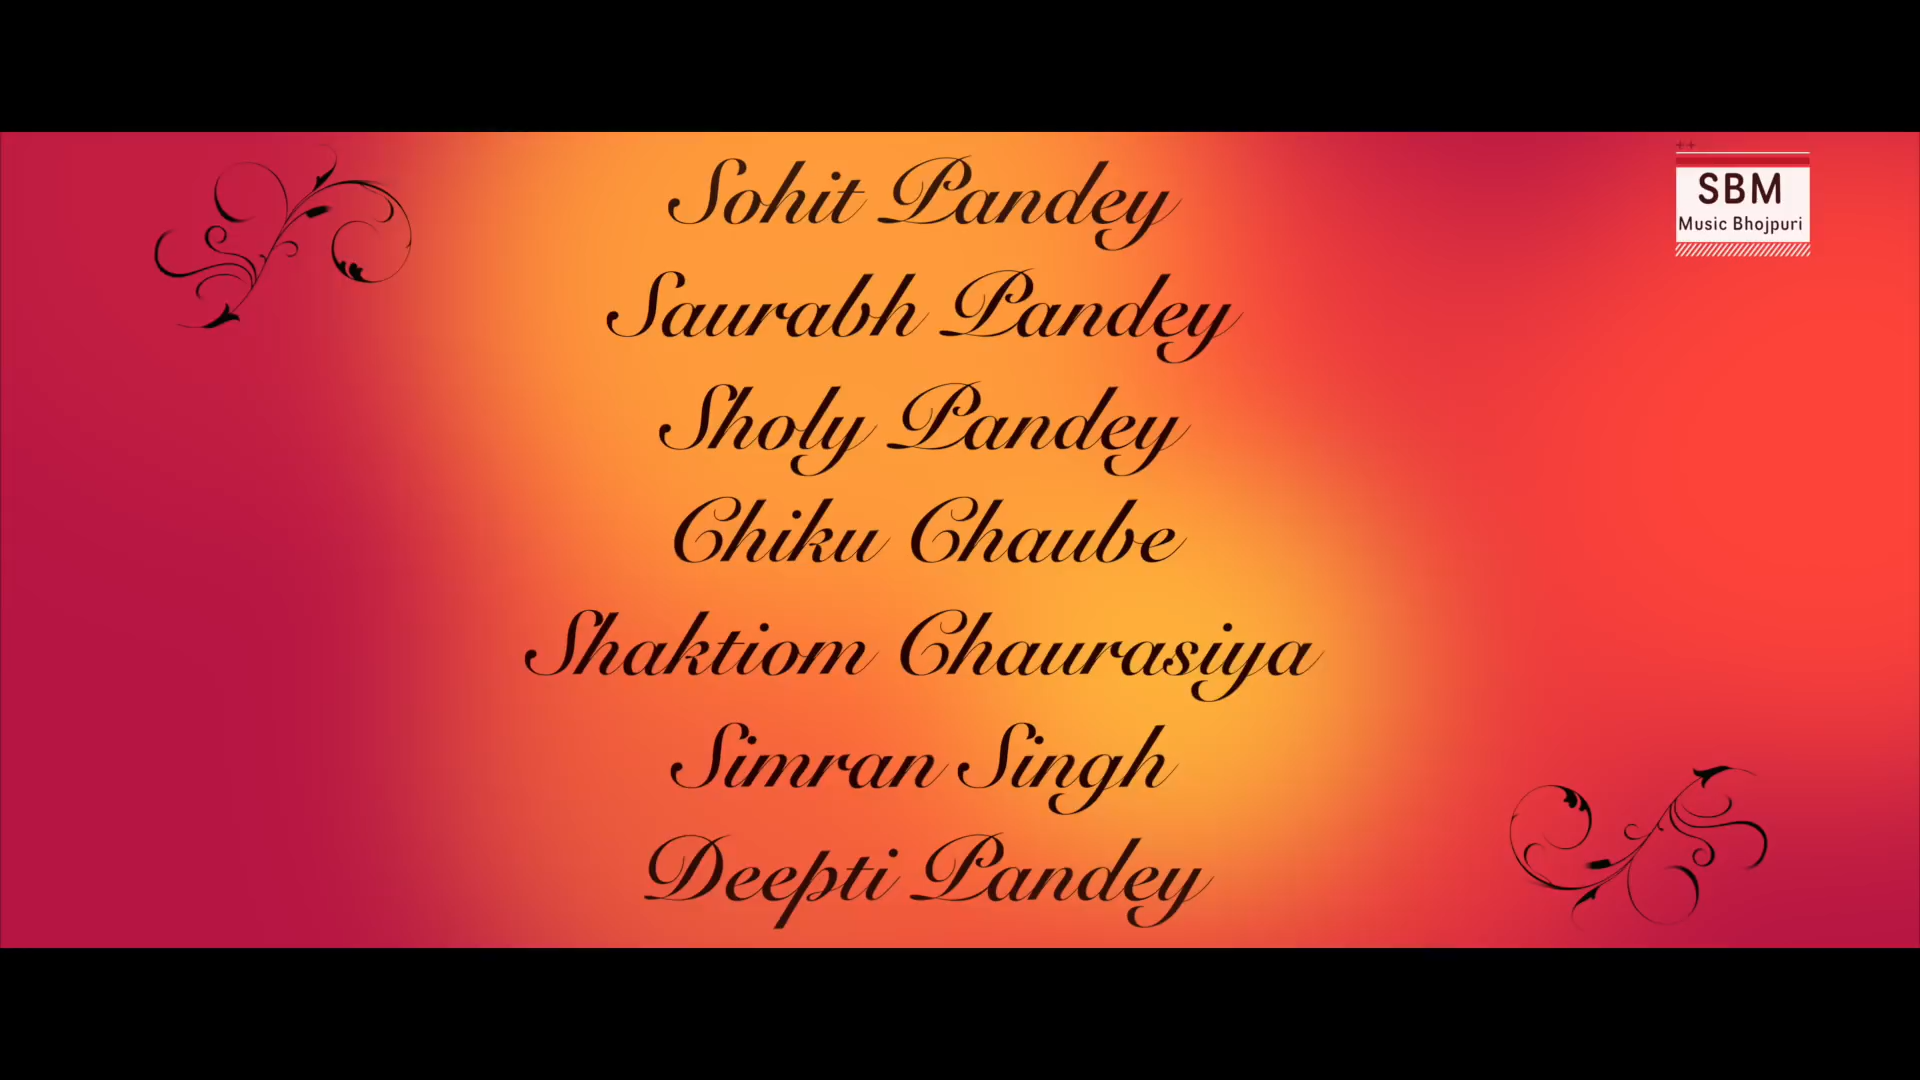 Sohit Pandey
Saurabh Pandey
Sholy Pandey
Chiku Chaube
Shaktiom Chaurasiya
Simran Singh
Deepti Pandey
SBM
Music Bhojpuri